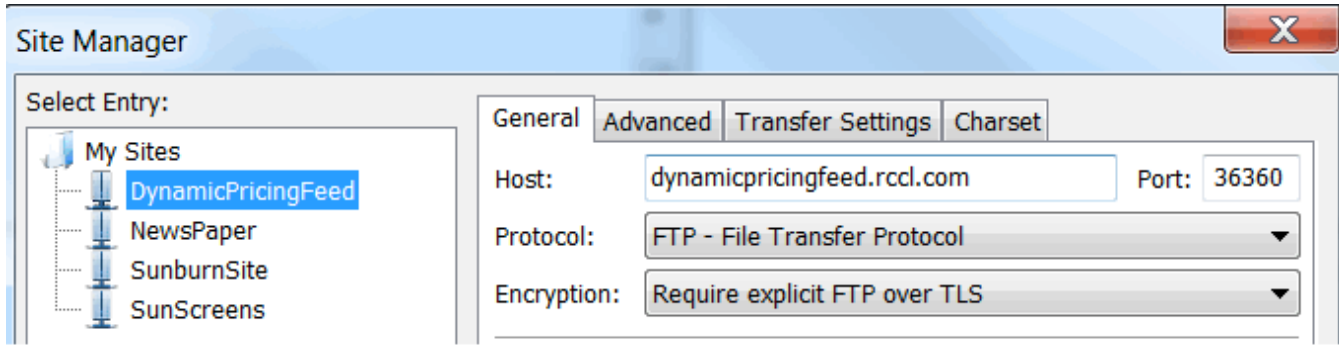 Site Manager
Select Entry:
My Sites
DynamicPricingFeed
NewsPaper
SunburnSite
SunScreens
General Advanced Transfer Settings Charset
Host: dynamicpricingfeed.rccl.com Port: 36360
Protocol: FTP - File Transfer Protocol
Encryption: Require explicit FTP over TLS